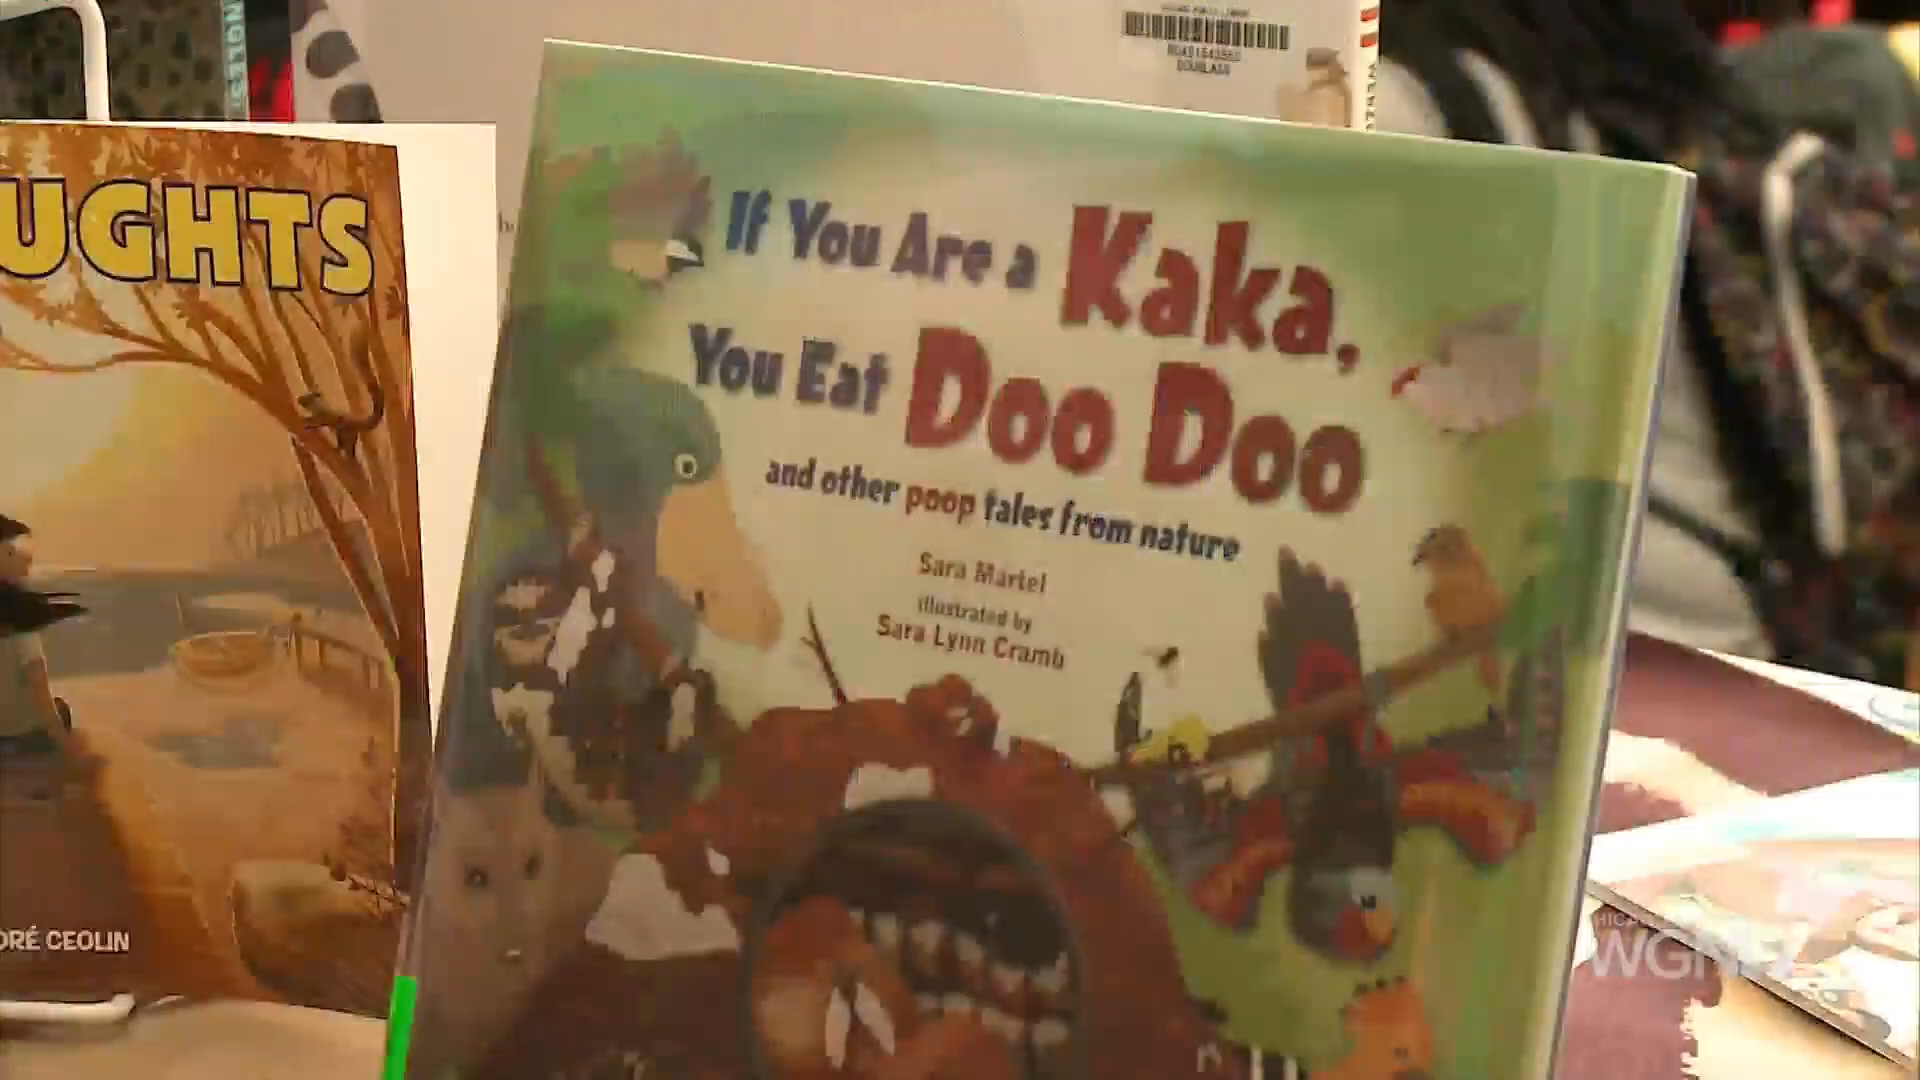 UGHTS
If You Are a Kaka,
You Eat Doo Doo
and other poop tales from nature
Sara Martel
illustrated by
Sara Lynn Cramb
DRÉ CEOLIN
WGN